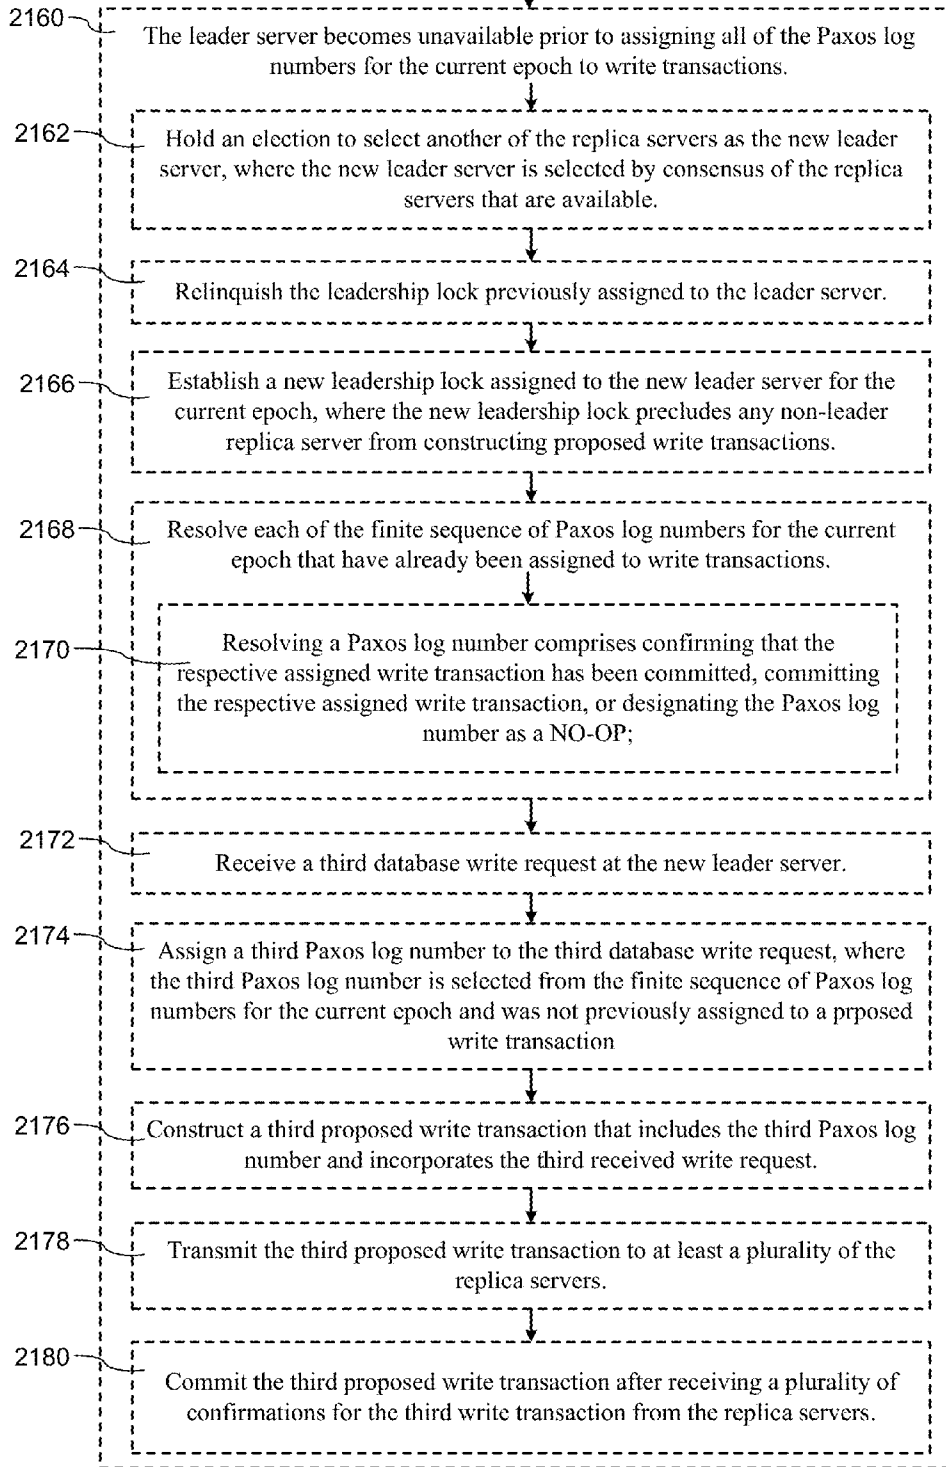 2160
The leader server becomes unavailable prior to assigning all of the Paxos log
numbers for the current epoch to write transactions.
2162
Hold an election to select another of the replica servers as the new leader
server, where the new leader server is selected by consensus of the replica
servers that are available.
2164
Relinquish the leadership lock previously assigned to the leader server.
2166
Establish a new leadership lock assigned to the new leader server for the
current epoch, where the new leadership lock precludes any non-leader
replica server from constructing proposed write transactions.
2168
Resolve each of the finite sequence of Paxos log numbers for the current
epoch that have already been assigned to write transactions.
2170
Resolving a Paxos log number comprises confirming that the
respective assigned write transaction has been committed, committing
the respective assigned write transaction, or designating the Paxos log
number as a NO-OP;
2172
Receive a third database write request at the new leader server.
2174
Assign a third Paxos log number to the third database write request, where
the third Paxos log number is selected from the finite sequence of Paxos log
numbers for the current epoch and was not previously assigned to a prposed
write transaction
2176
Construct a third proposed write transaction that includes the third Paxos log
number and incorporates the third received write request.
2178
Transmit the third proposed write transaction to at least a plurality of the
replica servers.
2180
Commit the third proposed write transaction after receiving a plurality of
confirmations for the third write transaction from the replica servers.